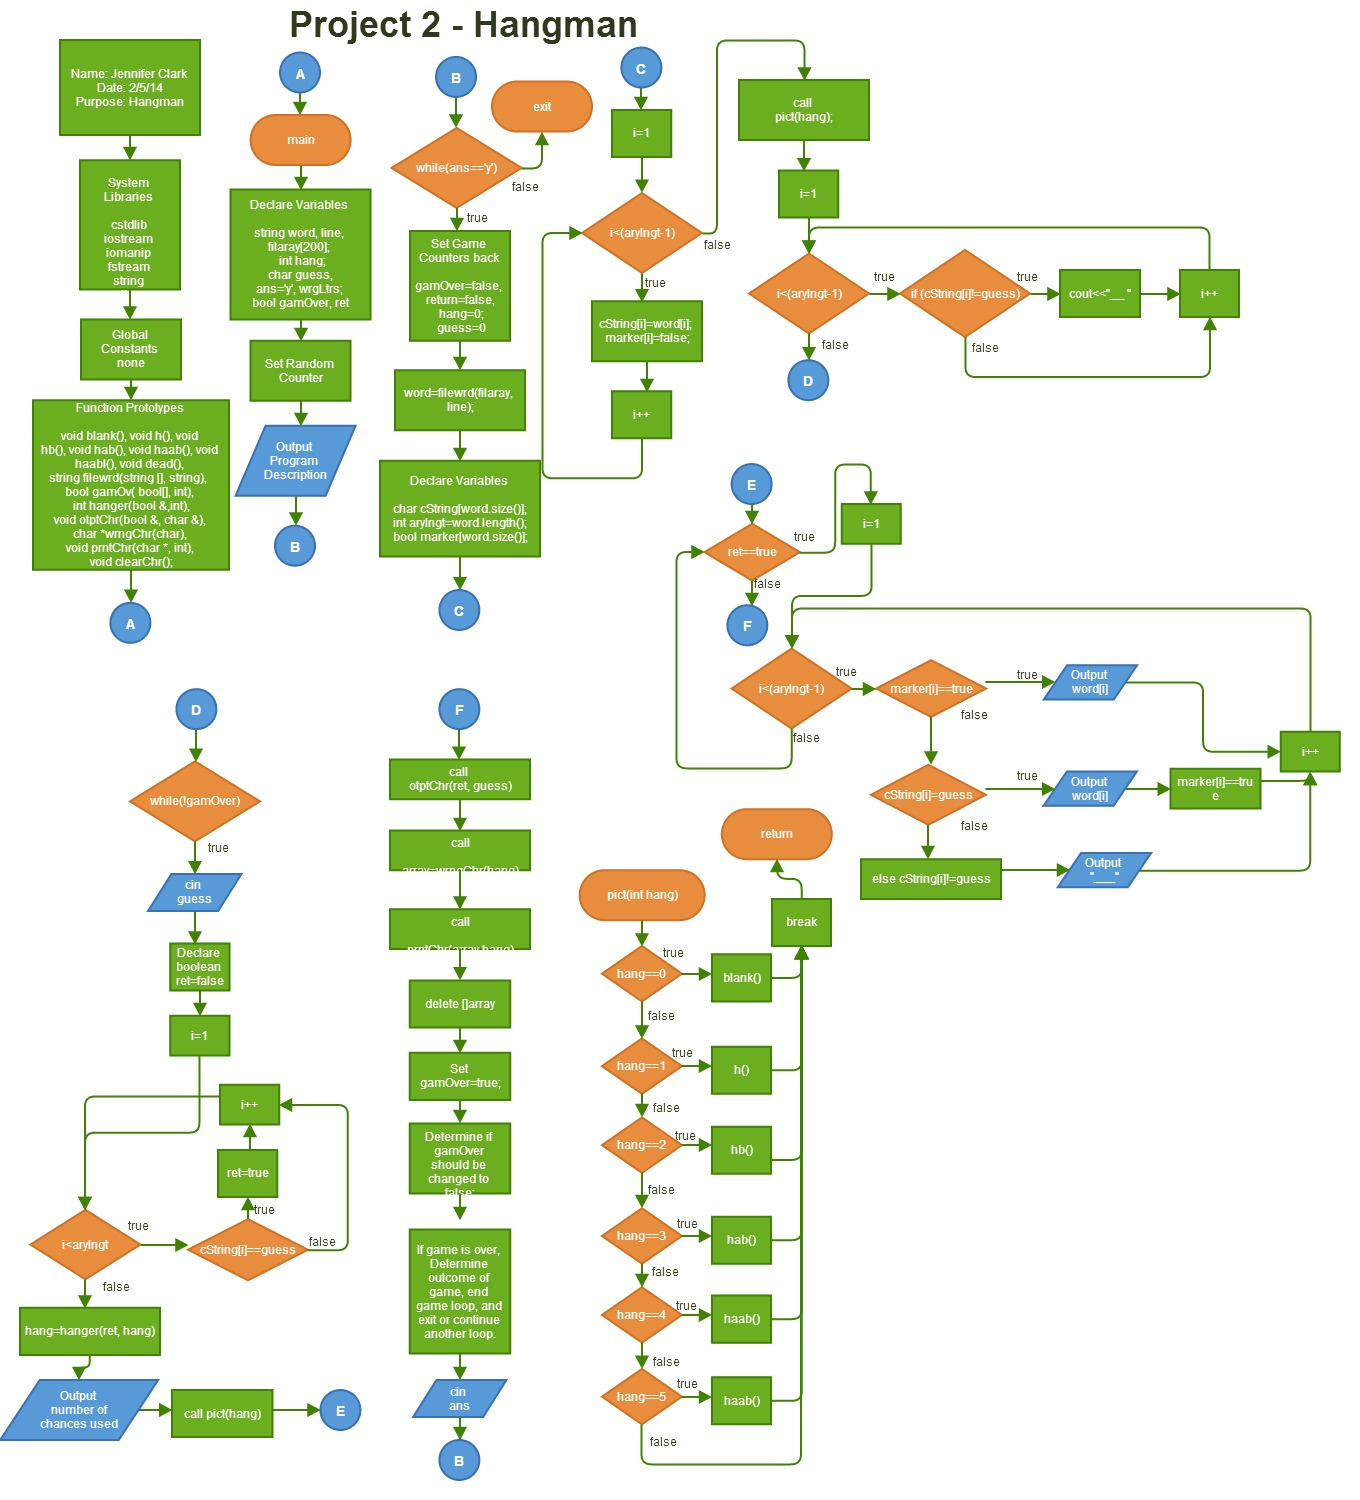 Project 2 - Hangman
Name: Jennifer Clark
Date: 2/5/14
Purpose: Hangman
System
Libraries
cstdlib
iostream
iomanip
fstream
string
Global
Constants
none
Function Prototypes
void blank(), void h(), void
hb(), void hab(), void haab(), void
haabl(), void dead(),
string filewrd(string [], string),
bool gamOv( bool[], int),
int hanger(bool &,int),
void otptChr(bool &, char &),
char *wrngChr(char),
void prntChr(char *, int),
void clearChr();
A
A
main
Declare Variables
string word, line,
filaray[200];
int hang;
char guess,
ans='y', wrgLtrs;
bool gamOver, ret
Set Random
Counter
Output
Program
Description
B
B
while(ans=='y')
exit
false
true
Set Game
Counters back
gamOver=false,
return=false,
hang=0;
guess=0
word=filewrd(filaray,
line);
Declare Variables
char cString[word.size()];
int arylngt=word.length();
bool marker[word.size()];
C
C
i=1
i<(arylngt-1)
false
true
cString[i]=word[i];
marker[i]=false;
i++
call
pict(hang);
i=1
i<(arylngt-1)
true
if (cString[i]!=guess)
true
cout<<"__ "
i++
false
false
D
E
ret==true
true
i=1
false
F
i<(arylngt-1)
true
marker[i]==true
true
Output
word[i]
false
false
i++
cString[i]=guess
true
Output
word[i]
marker[i]==tru
e
false
else cString[i]!=guess
Output
"___"
D
while(!gamOver)
true
cin
guess
Declare
boolean
ret=false
i=1
i++
ret=true
true
i<arylngt
true
cString[i]==guess
false
false
hang=hanger(ret, hang)
Output
number of
chances used
call pict(hang)
E
F
call
otptChr(ret, guess)
call
array=wrngChr(hang)
call
prntChr(array,hang)
delete []array
Set
gamOver=true;
Determine if
gamOver
should be
changed to
false;
If game is over,
Determine
outcome of
game, end
game loop, and
exit or continue
another loop.
cin
ans
B
return
pict(int hang)
break
hang==0
true
blank()
false
hang==1
true
h()
false
hang==2
true
hb()
false
hang==3
true
hab()
false
hang==4
true
haab()
false
hang==5
true
haab()
false